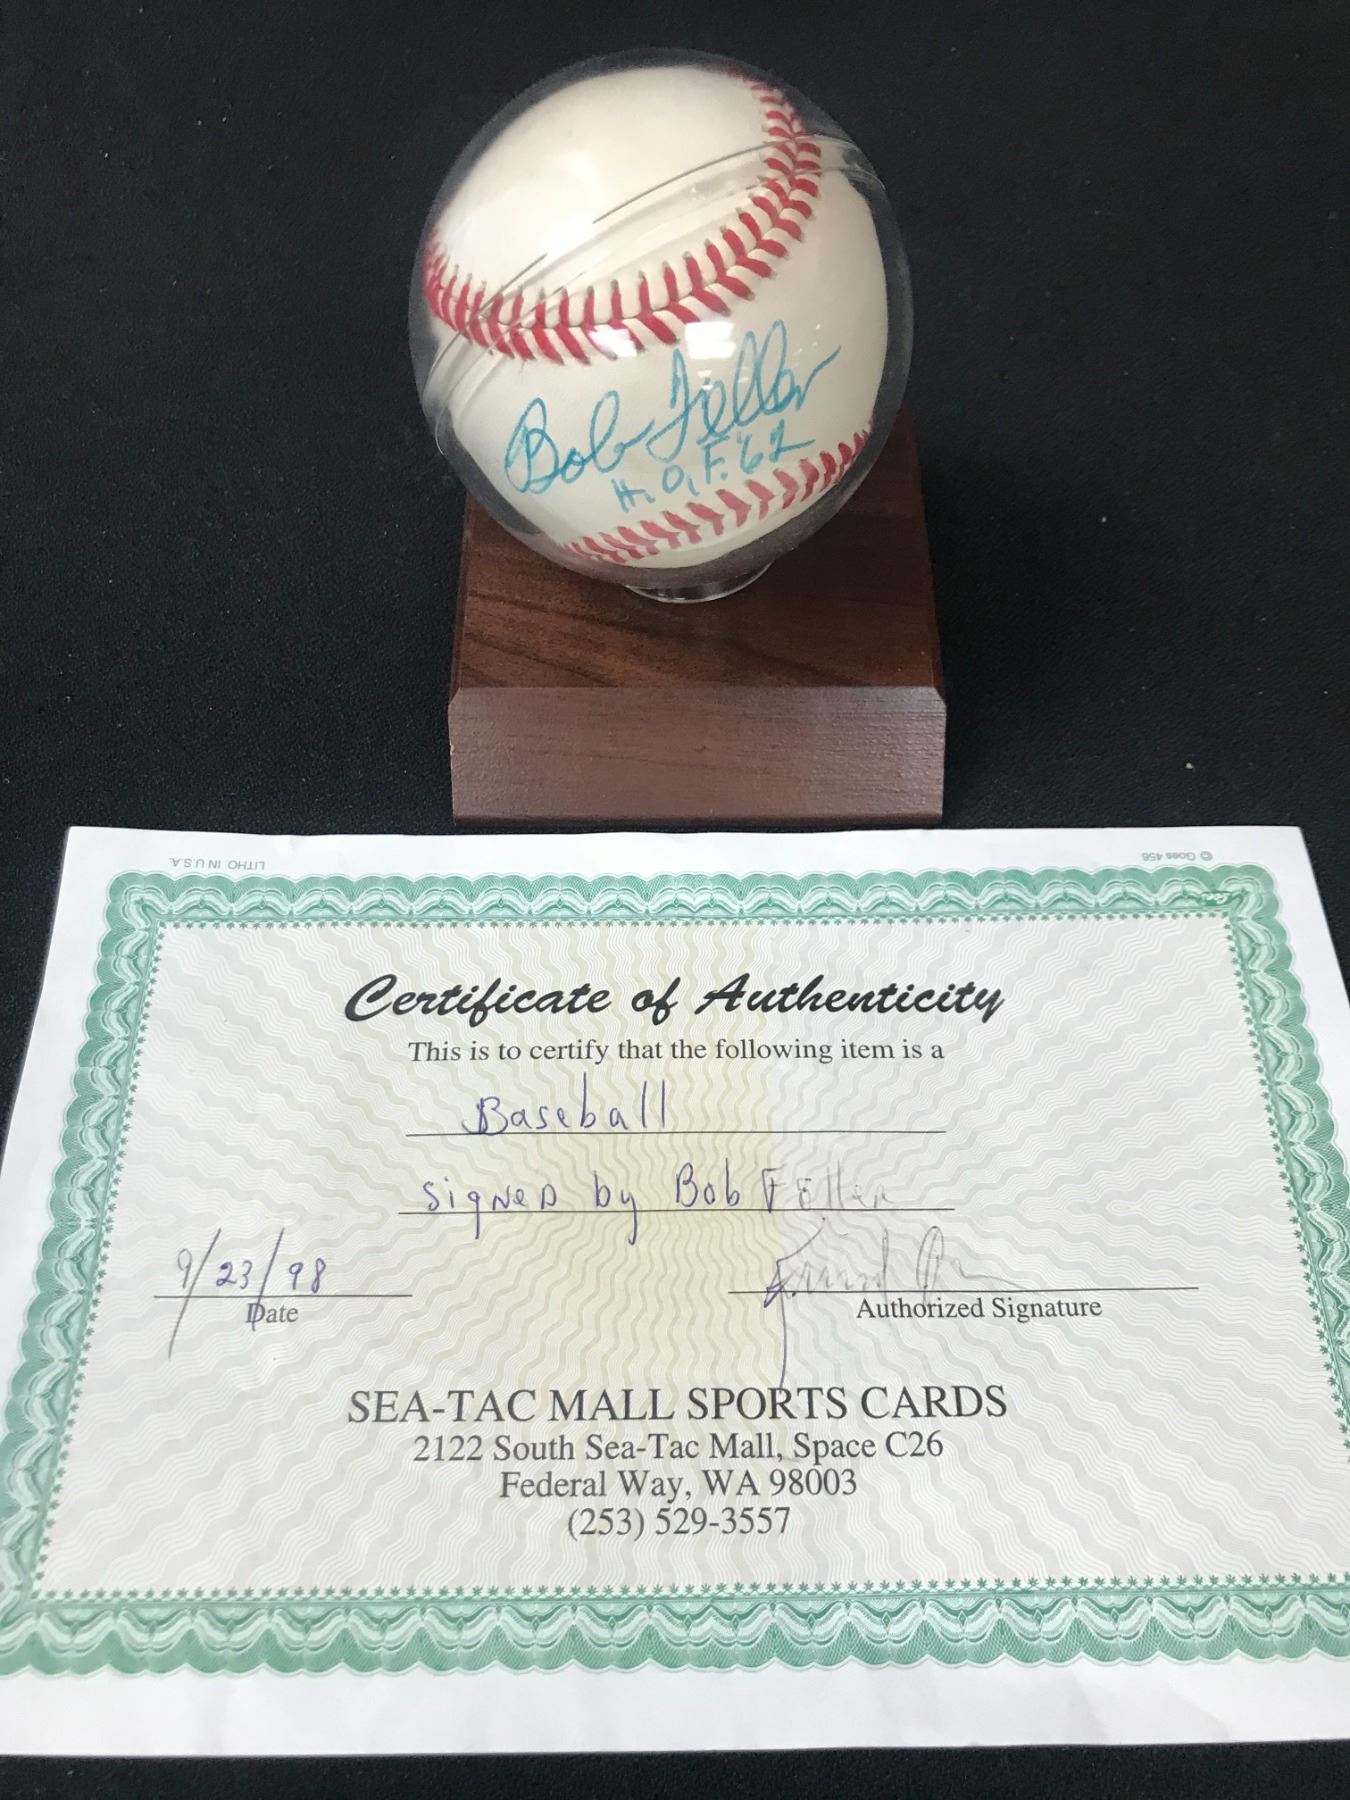 Bob Feller
H.O.F. 62
LITHO IN U.S.A.
© Goes 456
Certificate of Authenticity
This is to certify that the following item is a
Baseball
signed by Bob Feller
9/23/98
Date
Authorized Signature
SEA-TAC MALL SPORTS CARDS
2122 South Sea-Tac Mall, Space C26
Federal Way, WA 98003
(253) 529-3557